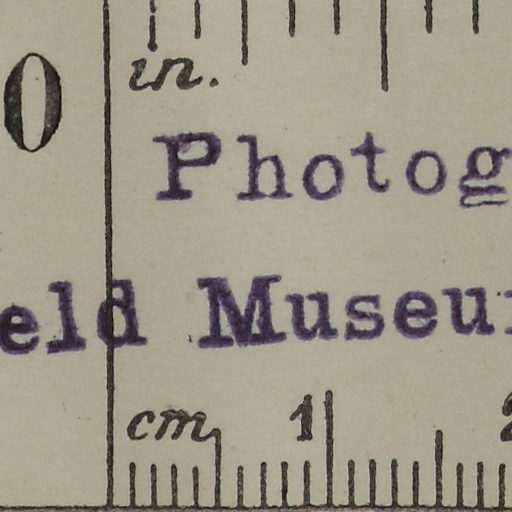 0 in.
Photog
eld Museu
cm 1 2